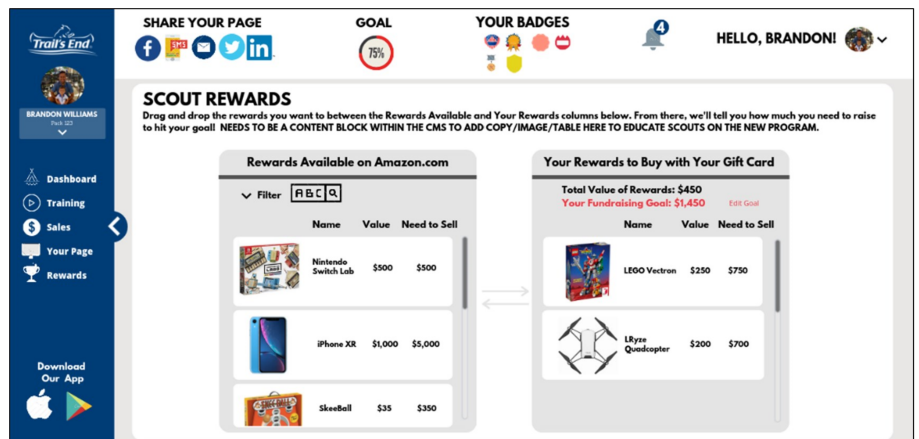 Trail's End
BRANDON WILLIAMS
Pack 123
Dashboard
Training
Sales
Your Page
Rewards
Download
Our App
SHARE YOUR PAGE
SMS
GOAL
75%
YOUR BADGES
4
HELLO, BRANDON!
SCOUT REWARDS
Drag and drop the rewards you want to between the Rewards Available and Your Rewards columns below. From there, we'll tell you how much you need to raise
to hit your goal! NEEDS TO BE A CONTENT BLOCK WITHIN THE CMS TO ADD COPY/IMAGE/TABLE HERE TO EDUCATE SCOUTS ON THE NEW PROGRAM.
Rewards Available on Amazon.com
Filter ABC
Name Value Need to Sell
Nintendo
Switch Lab $500 $500
iPhone XR $1,000 $5,000
SkeeBall $35 $350
Your Rewards to Buy with Your Gift Card
Total Value of Rewards: $450
Your Fundraising Goal: $1,450 Edit Goal
Name Value Need to Sell
LEGO Vectron $250 $750
LRyze
Quadcopter $200 $700